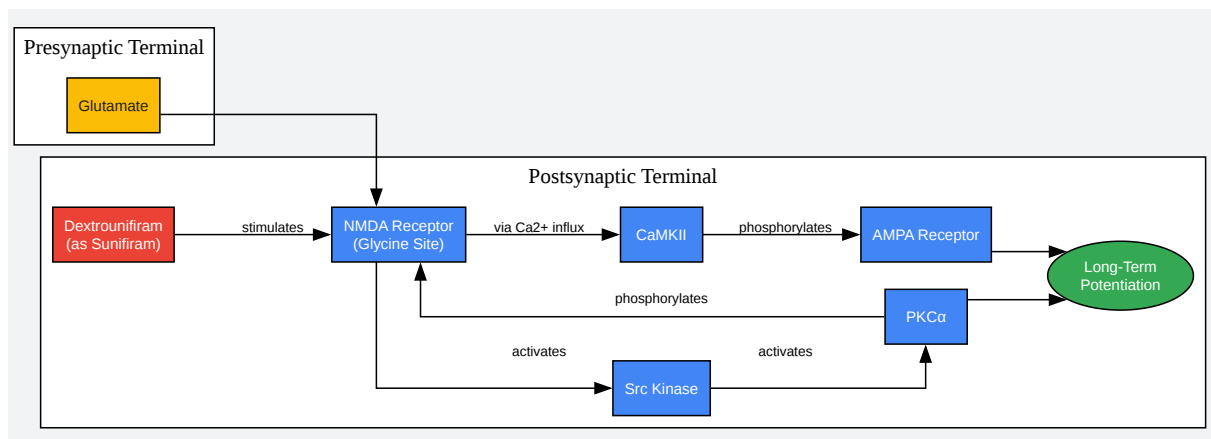 Presynaptic Terminal
Glutamate
Postsynaptic Terminal
Dextrounifiram
(as Sunifiram)
stimulates
NMDA Receptor
(Glycine Site)
via Ca2+ influx
CaMKII
phosphorylates
AMPA Receptor
Long-Term
Potentiation
phosphorylates
PKCα
activates
activates
Src Kinase